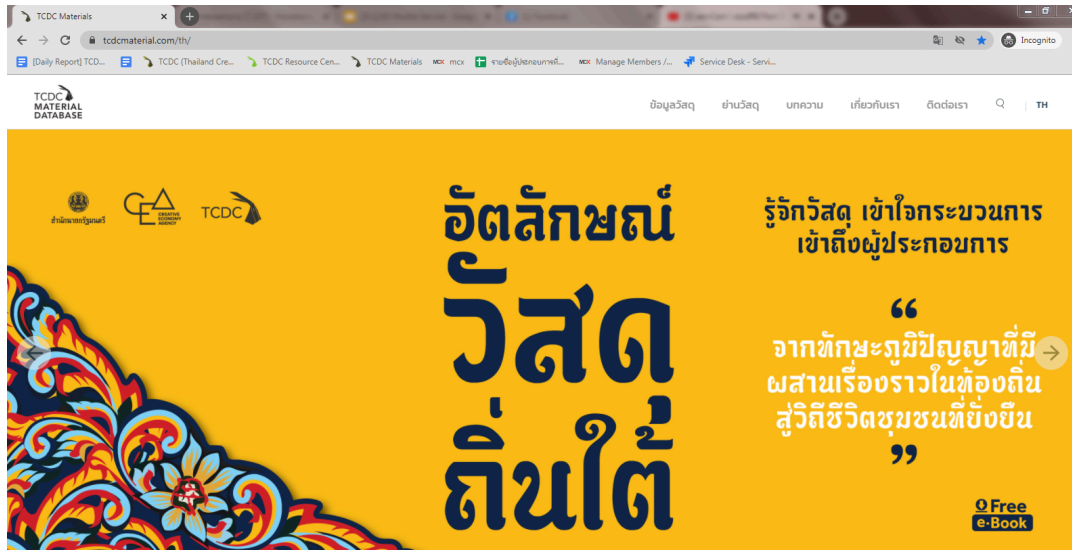 TCDC Materials
tcdcmaterial.com/th/
Incognito
[Daily Report] TCD...
TCDC (Thailand Cre...
TCDC Resource Cen...
TCDC Materials
MCX mcx
รายชื่อผู้ประกอบการที่...
MCX Manage Members /...
Service Desk - Servi...
TCDC
MATERIAL
DATABASE
ข้อมูลวัสดุ
ย่านวัสดุ
บทความ
เกี่ยวกับเรา
ติดต่อเรา
TH
สำนักนายกรัฐมนตรี
CEA CREATIVE ECONOMY AGENCY
TCDC
อัตลักษณ์
วัสดุ
ถิ่นใต้
รู้จักวัสดุ เข้าใจกระบวนการ
เข้าถึงผู้ประกอบการ
“
จากทักษะภูมิปัญญาที่มี
ผสานเรื่องราวในท้องถิ่น
สู่วิถีชีวิตชุมชนที่ยั่งยืน
”
Free
e-Book